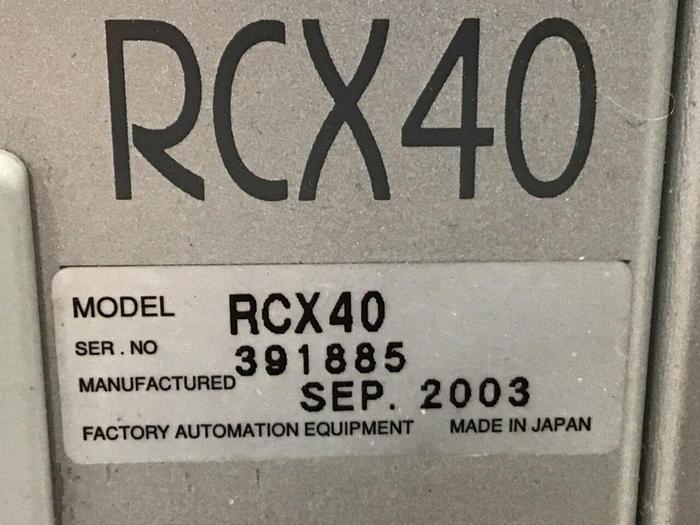 RCX40
MODEL RCX40
SER. NO 391885
MANUFACTURED SEP. 2003
FACTORY AUTOMATION EQUIPMENT MADE IN JAPAN